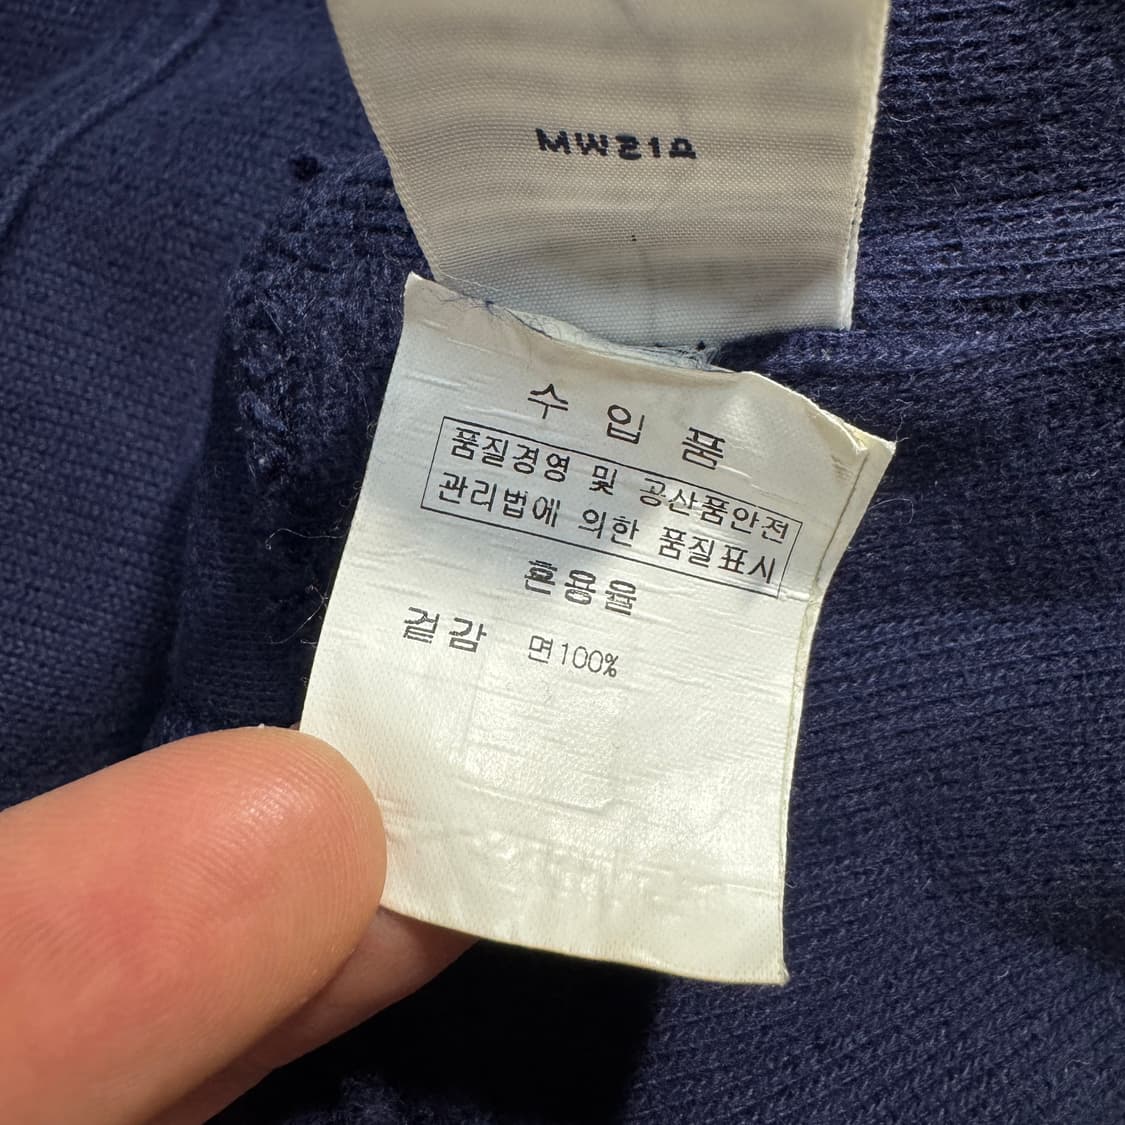 MW21A
수 입 품
품질경영 및 공산품안전
관리법에 의한 품질표시
혼용율
겉감 면100%